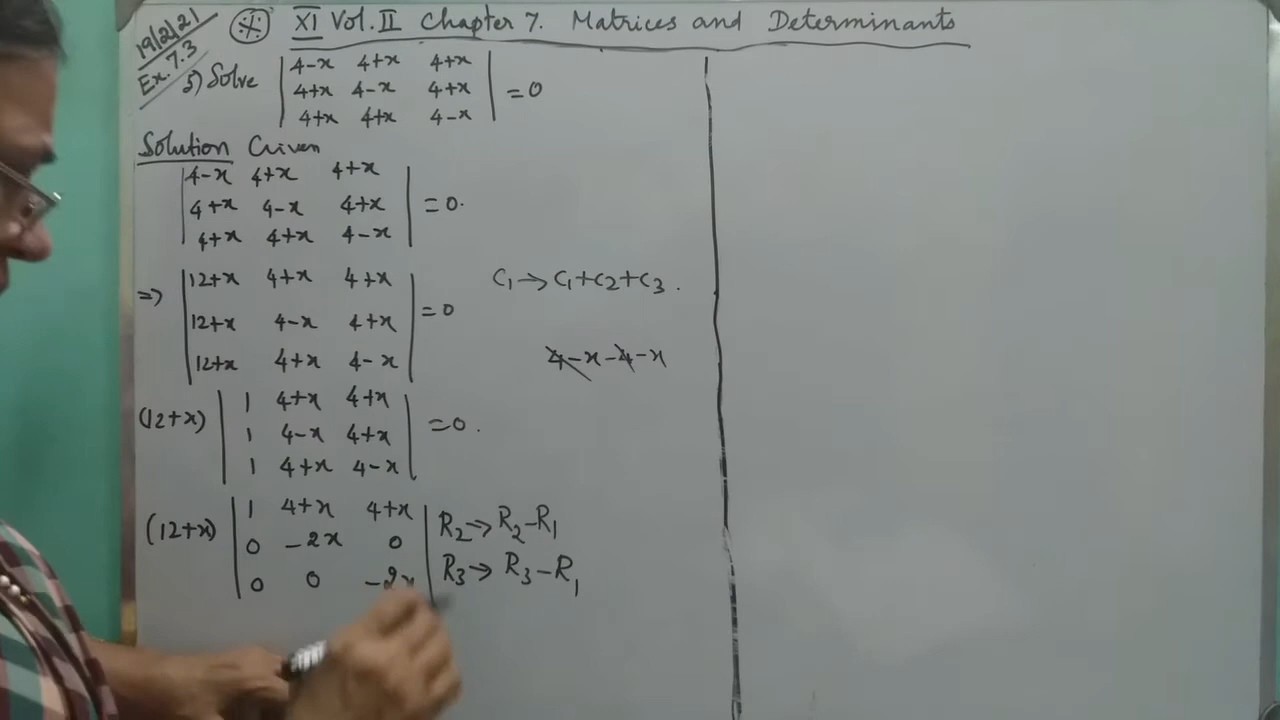 19/2/21
Ex. 7.3
(*) XI Vol. II Chapter 7. Matrices and Determinants
5) Solve | 4-x 4+x 4+x |
| 4+x 4-x 4+x | = 0
| 4+x 4+x 4-x |
Solution Given
| 4-x 4+x 4+x |
| 4+x 4-x 4+x | = 0.
| 4+x 4+x 4-x |
=> | 12+x 4+x 4+x | C1 → C1+C2+C3.
| 12+x 4-x 4+x | = 0
| 12+x 4+x 4-x | 4-x-4-x
(12+x) | 1 4+x 4+x |
| 1 4-x 4+x | = 0.
| 1 4+x 4-x |
(12+x) | 1 4+x 4+x | R2 → R2-R1
| 0 -2x 0 |
| 0 0 -2x | R3 → R3-R1